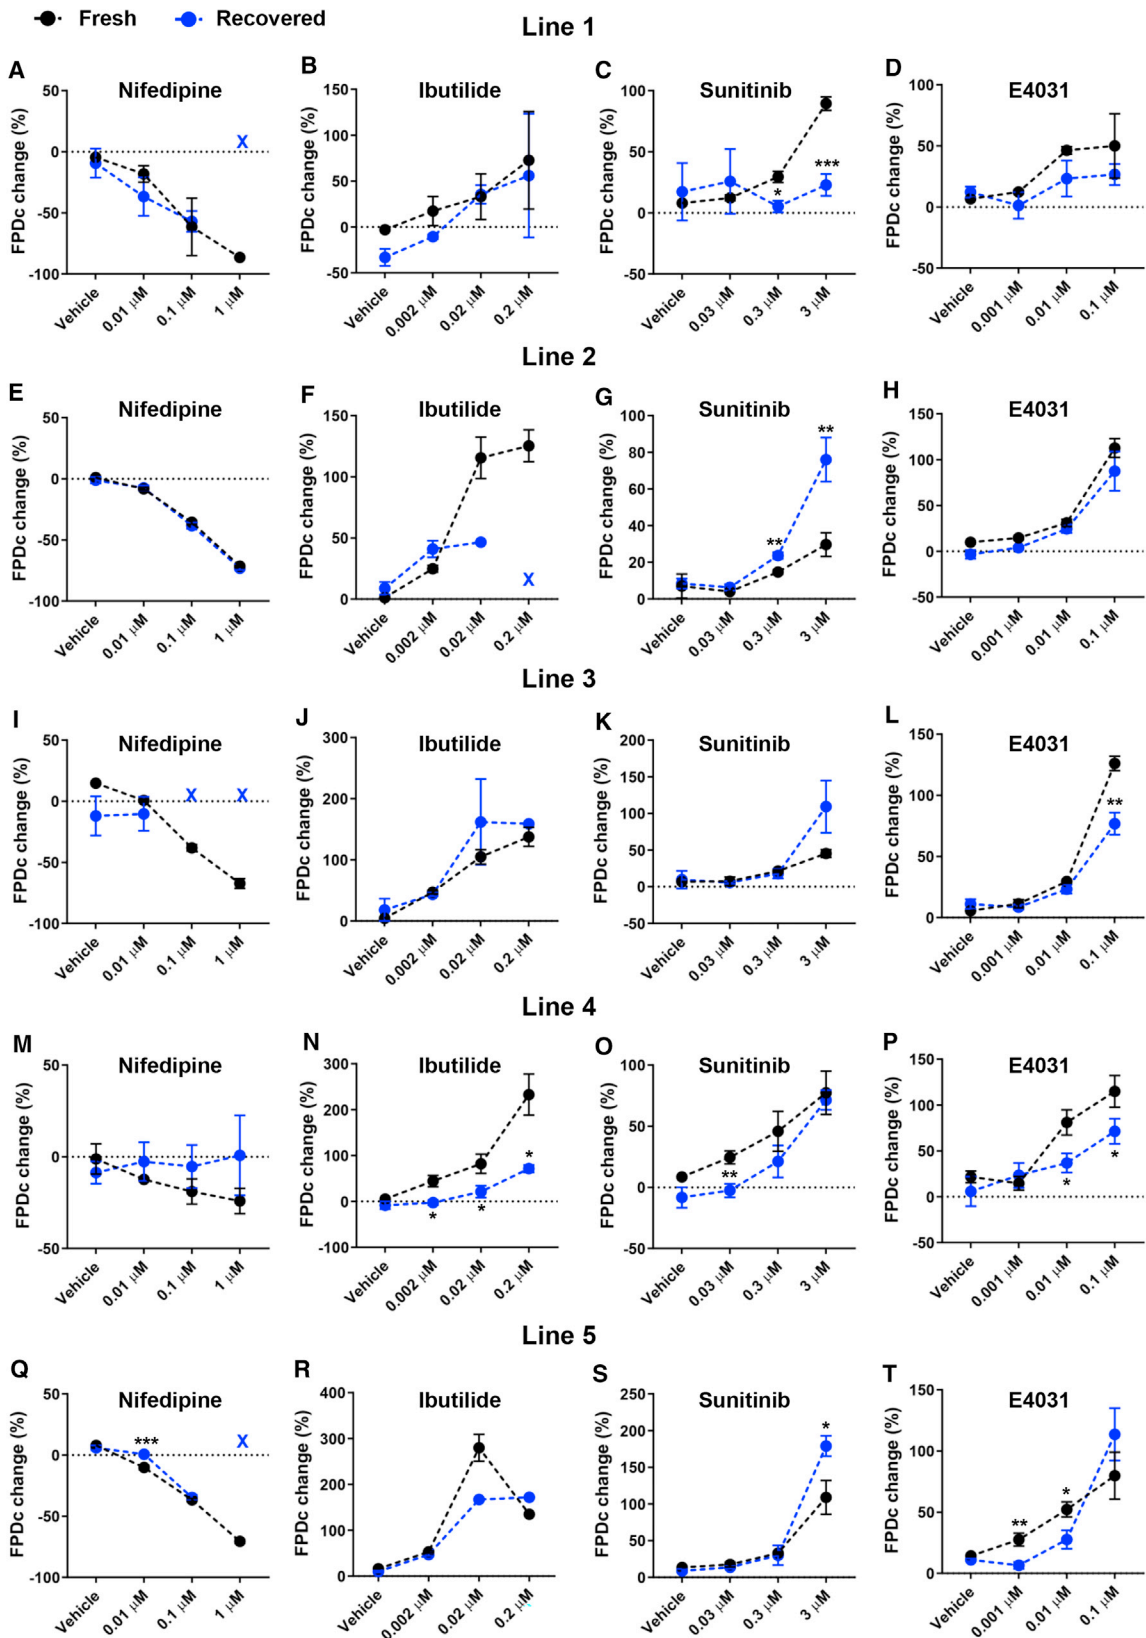 Fresh Recovered
Line 1
A Nifedipine
FPDc change (%)
50
0
-50
-100
X
Vehicle 0.01 µM 0.1 µM 1 µM
B Ibutilide
FPDc change (%)
150
100
50
0
-50
Vehicle 0.002 µM 0.02 µM 0.2 µM
C Sunitinib
FPDc change (%)
100
50
0
-50
* ***
Vehicle 0.03 µM 0.3 µM 3 µM
D E4031
FPDc change (%)
100
50
0
-50
Vehicle 0.001 µM 0.01 µM 0.1 µM
Line 2
E Nifedipine
FPDc change (%)
50
0
-50
-100
Vehicle 0.01 µM 0.1 µM 1 µM
F Ibutilide
FPDc change (%)
150
100
50
0
X
Vehicle 0.002 µM 0.02 µM 0.2 µM
G Sunitinib
FPDc change (%)
100
80
60
40
20
0
** **
Vehicle 0.03 µM 0.3 µM 3 µM
H E4031
FPDc change (%)
150
100
50
0
-50
Vehicle 0.001 µM 0.01 µM 0.1 µM
Line 3
I Nifedipine
FPDc change (%)
50
0
-50
-100
X X
Vehicle 0.01 µM 0.1 µM 1 µM
J Ibutilide
FPDc change (%)
300
200
100
0
Vehicle 0.002 µM 0.02 µM 0.2 µM
K Sunitinib
FPDc change (%)
200
150
100
50
0
-50
Vehicle 0.03 µM 0.3 µM 3 µM
L E4031
FPDc change (%)
150
100
50
0
**
Vehicle 0.001 µM 0.01 µM 0.1 µM
Line 4
M Nifedipine
FPDc change (%)
50
0
-50
Vehicle 0.01 µM 0.1 µM 1 µM
N Ibutilide
FPDc change (%)
300
200
100
0
-100
* * *
Vehicle 0.002 µM 0.02 µM 0.2 µM
O Sunitinib
FPDc change (%)
100
50
0
-50
**
Vehicle 0.03 µM 0.3 µM 3 µM
P E4031
FPDc change (%)
150
100
50
0
-50
* *
Vehicle 0.001 µM 0.01 µM 0.1 µM
Line 5
Q Nifedipine
FPDc change (%)
50
0
-50
-100
*** X
Vehicle 0.01 µM 0.1 µM 1 µM
R Ibutilide
FPDc change (%)
400
300
200
100
0
Vehicle 0.002 µM 0.02 µM 0.2 µM
S Sunitinib
FPDc change (%)
250
200
150
100
50
0
*
Vehicle 0.03 µM 0.3 µM 3 µM
T E4031
FPDc change (%)
150
100
50
0
** *
Vehicle 0.001 µM 0.01 µM 0.1 µM